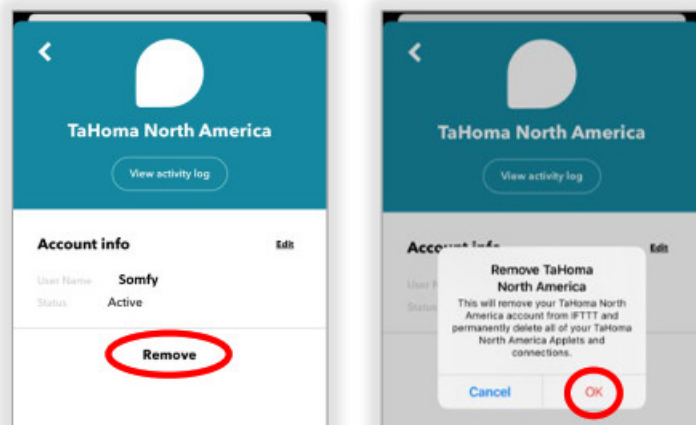 TaHoma North America
View activity log
Account info
Edit
User Name Somfy
Status Active
Remove
TaHoma North America
View activity log
Account info
Edit
Remove TaHoma
North America
This will remove your TaHoma North
America account from IFTTT and
permanently delete all of your TaHoma
North America Applets and
connections.
Cancel
OK